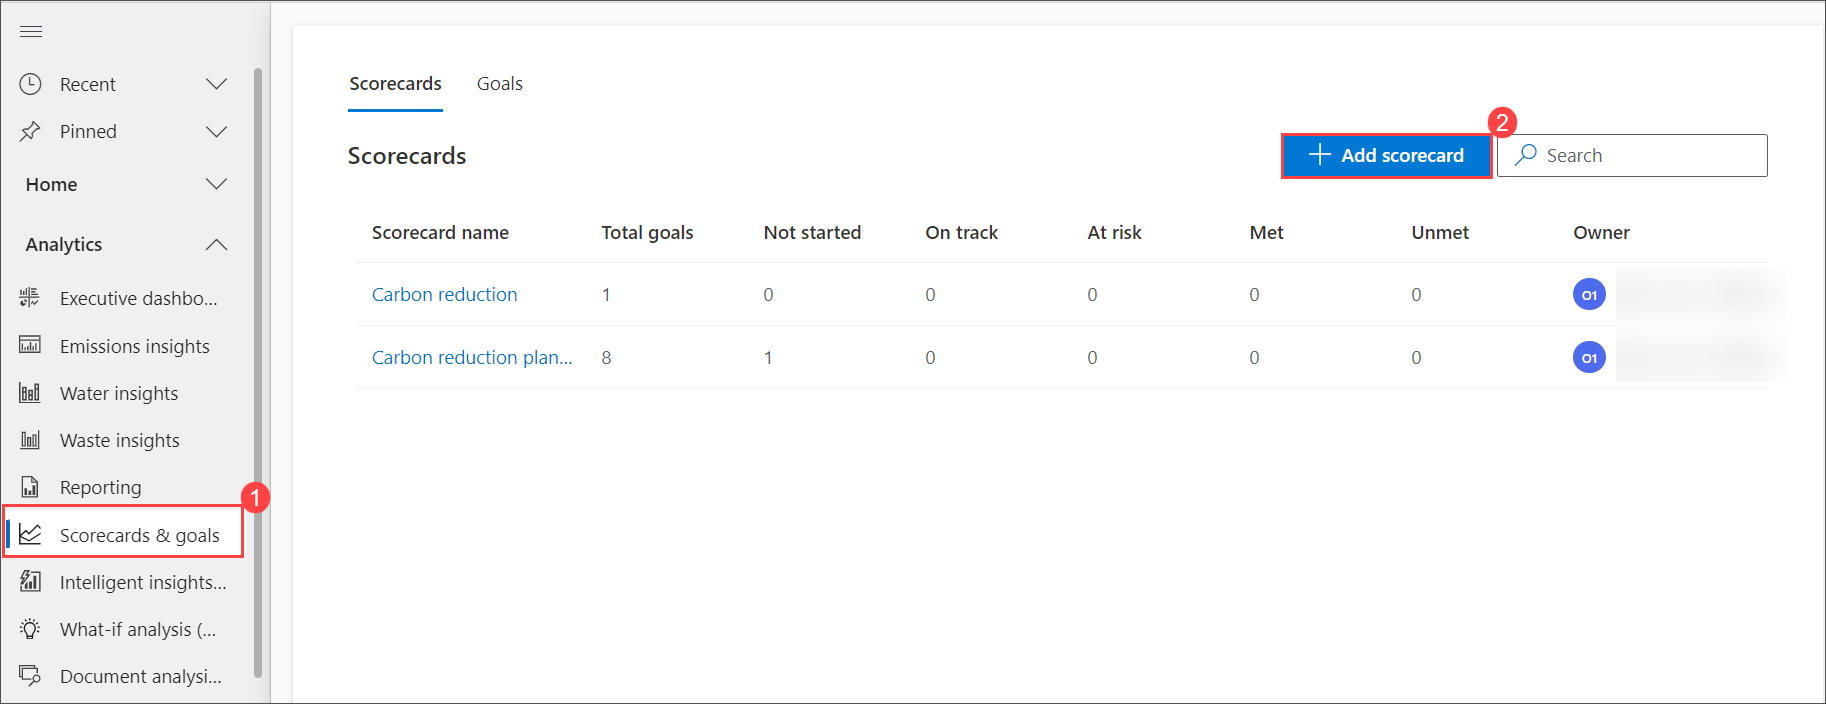 Recent
Pinned
Home
Analytics
Executive dashbo...
Emissions insights
Water insights
Waste insights
Reporting
1
Scorecards & goals
Intelligent insights...
What-if analysis (...
Document analysi...
Scorecards Goals
2
Scorecards Add scorecard Search
Scorecard name Total goals Not started On track At risk Met Unmet Owner
Carbon reduction 1 0 0 0 0 0 O1
Carbon reduction plan... 8 1 0 0 0 0 O1